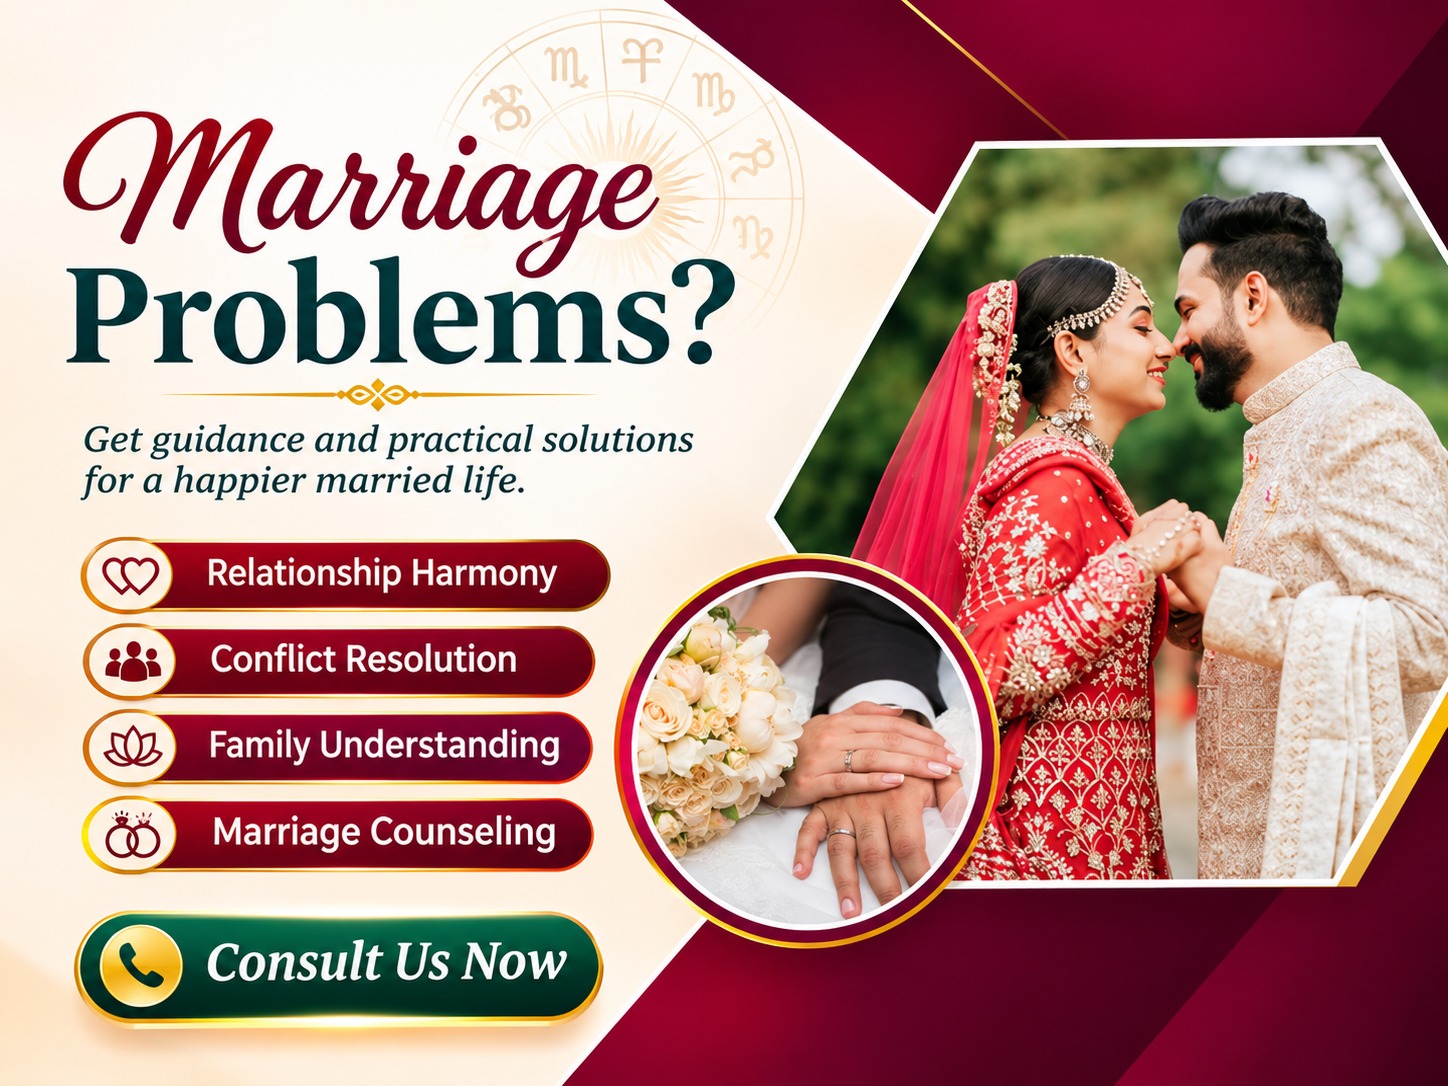 Marriage
Problems?
Get guidance and practical solutions
for a happier married life.
Relationship Harmony
Conflict Resolution
Family Understanding
Marriage Counseling
Consult Us Now